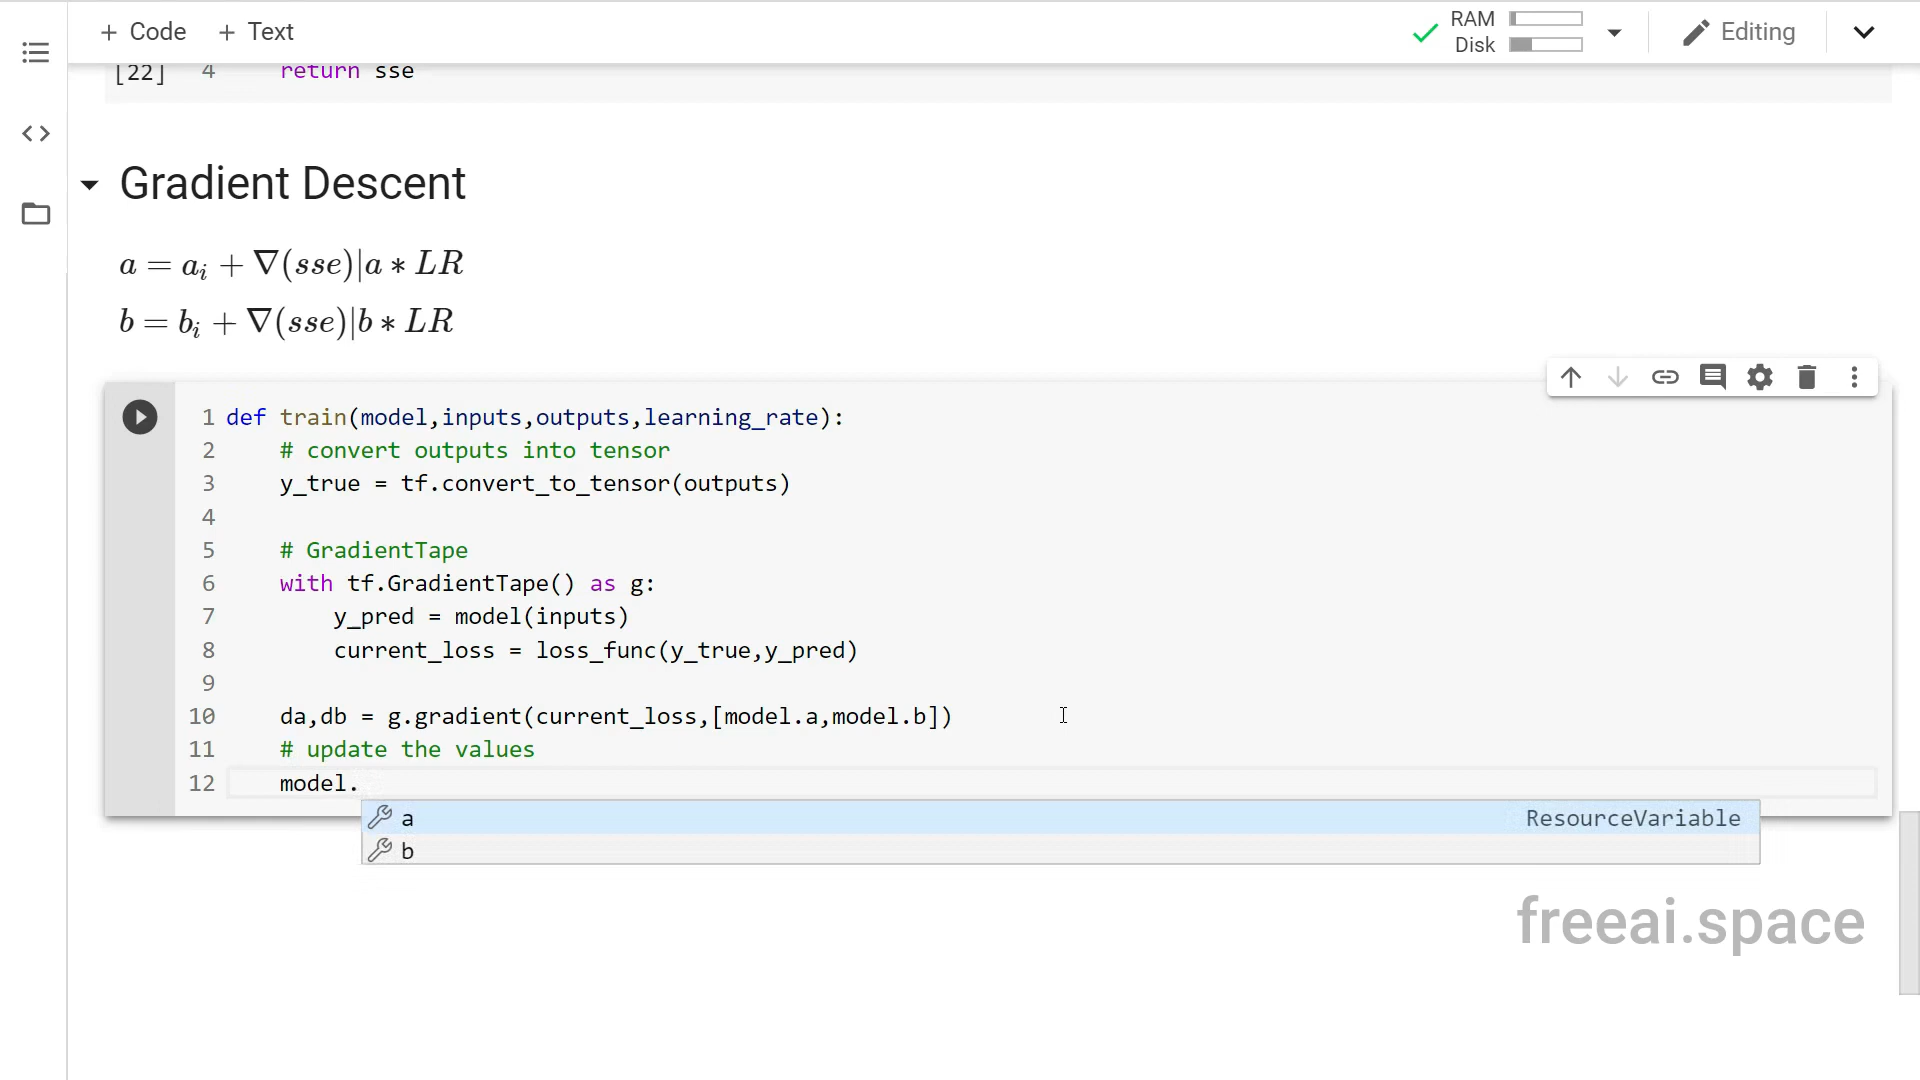 + Code + Text
RAM
Disk
Editing
[22] 4 return sse
Gradient Descent
a = aᵢ + ∇(sse)|a ∗ LR
b = bᵢ + ∇(sse)|b ∗ LR
1 def train(model,inputs,outputs,learning_rate):
2 # convert outputs into tensor
3 y_true = tf.convert_to_tensor(outputs)
4
5 # GradientTape
6 with tf.GradientTape() as g:
7 y_pred = model(inputs)
8 current_loss = loss_func(y_true,y_pred)
9
10 da,db = g.gradient(current_loss,[model.a,model.b])
11 # update the values
12 model.
a ResourceVariable
b
freeai.space